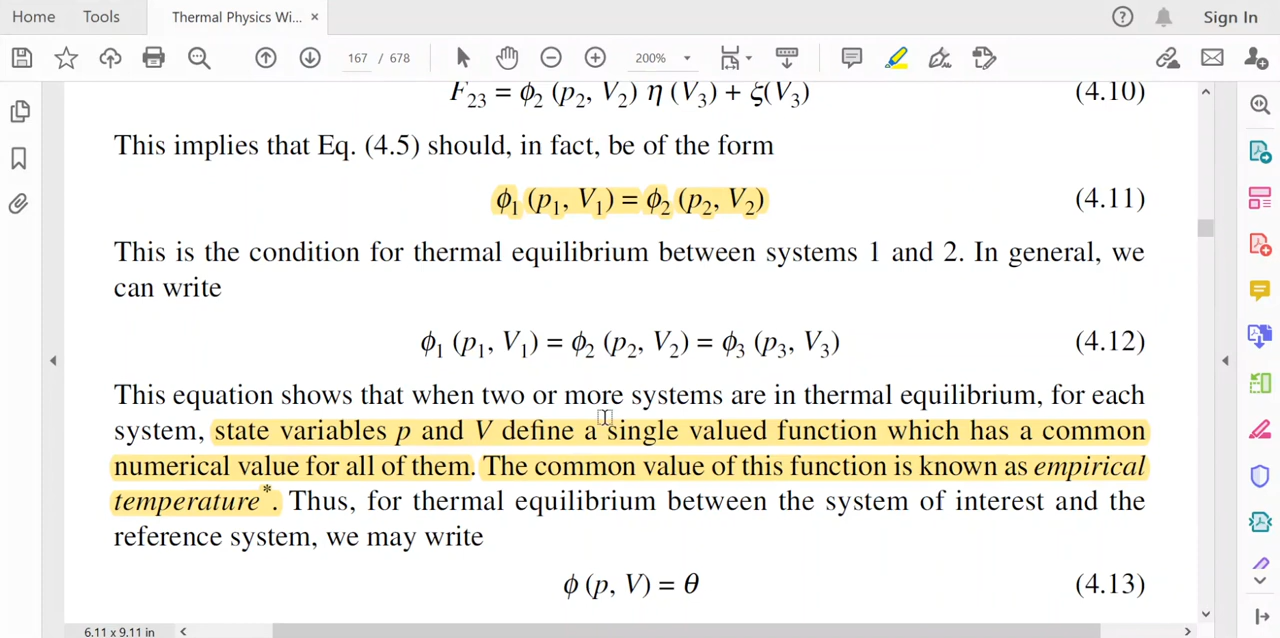 Home Tools Thermal Physics Wi... × Sign In
167 / 678 200%
F₂₃ = ϕ₂ (p₂, V₂) η (V₃) + ξ(V₃) (4.10)
This implies that Eq. (4.5) should, in fact, be of the form
ϕ₁ (p₁, V₁) = ϕ₂ (p₂, V₂) (4.11)
This is the condition for thermal equilibrium between systems 1 and 2. In general, we
can write
ϕ₁ (p₁, V₁) = ϕ₂ (p₂, V₂) = ϕ₃ (p₃, V₃) (4.12)
This equation shows that when two or more systems are in thermal equilibrium, for each
system, state variables p and V define a single valued function which has a common
numerical value for all of them. The common value of this function is known as empirical
temperature*. Thus, for thermal equilibrium between the system of interest and the
reference system, we may write
ϕ (p, V) = θ (4.13)
6.11 x 9.11 in